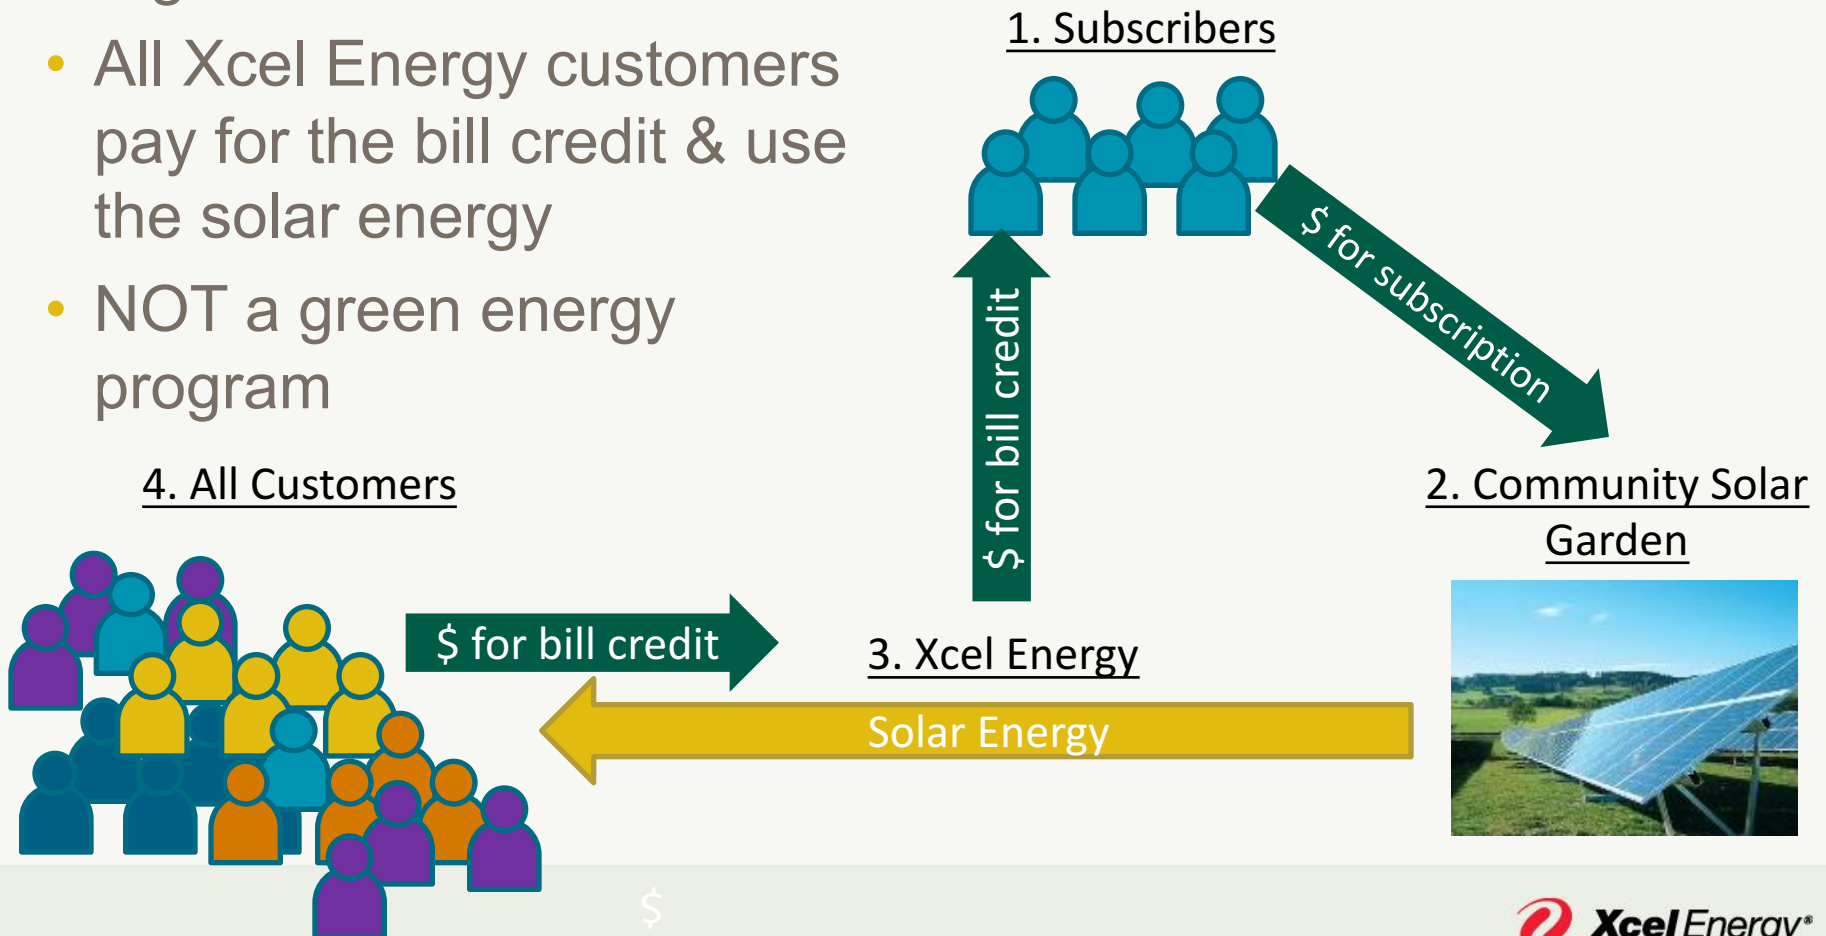 • All Xcel Energy customers
pay for the bill credit & use
the solar energy
• NOT a green energy
program
1. Subscribers
$ for subscription
$ for bill credit
2. Community Solar
Garden
4. All Customers
$ for bill credit
3. Xcel Energy
Solar Energy
$
Xcel Energy®